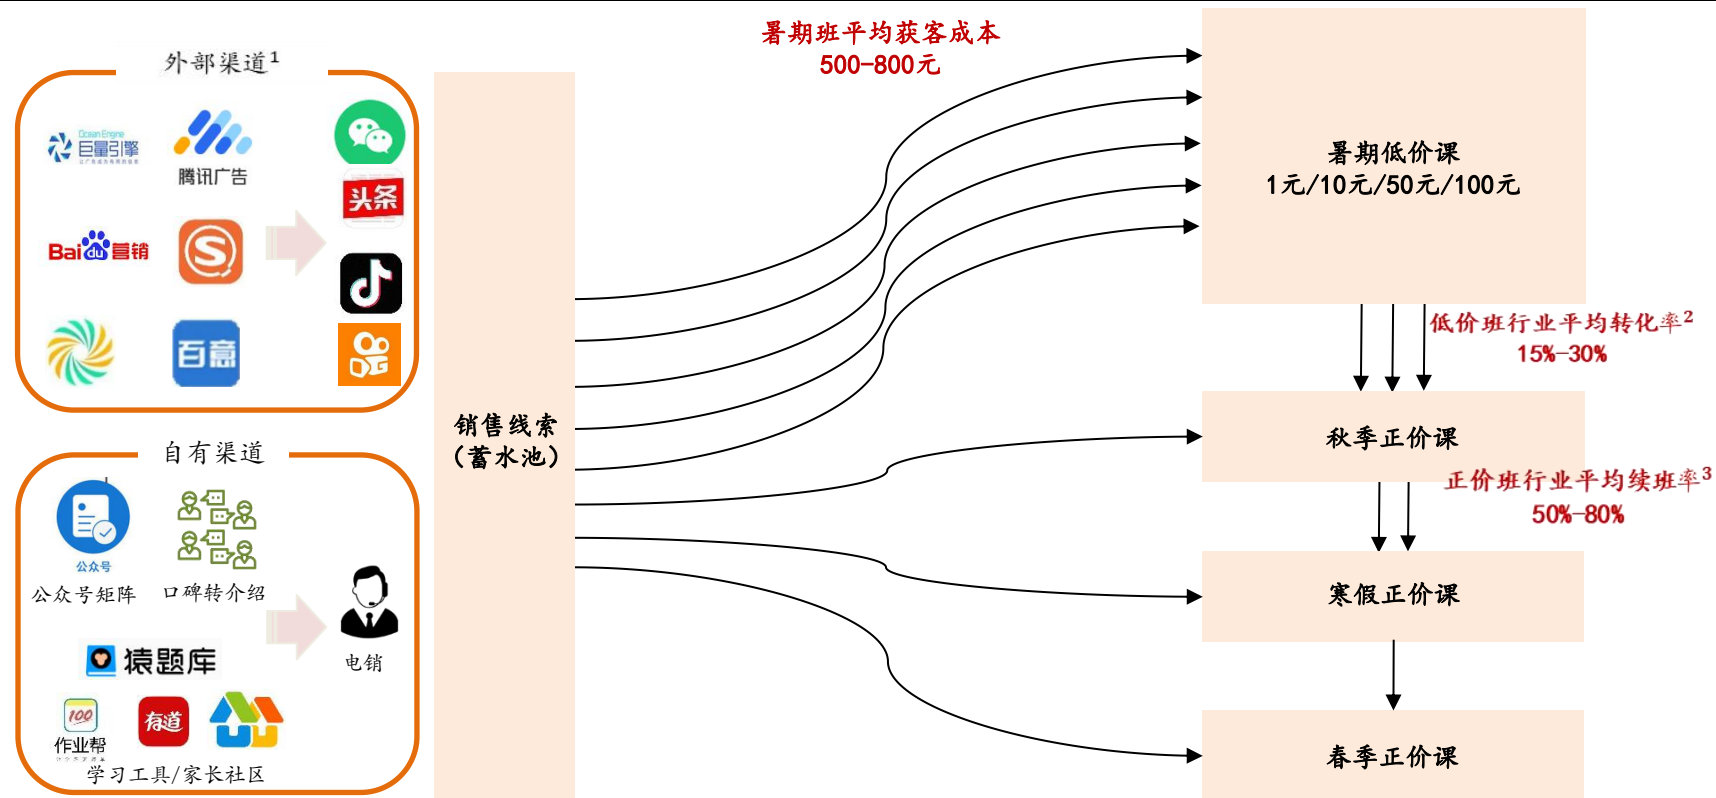 外部渠道1
Ocean Engine
巨量引擎
腾讯广告
头条
Bai du 营销
S
百意
自有渠道
公众号
公众号矩阵
口碑转介绍
猿题库
电销
100
作业帮
有道
学习工具/家长社区
销售线索
（蓄水池）
暑期班平均获客成本
500-800元
暑期低价课
1元/10元/50元/100元
低价班行业平均转化率2
15%-30%
秋季正价课
正价班行业平均续班率3
50%-80%
寒假正价课
春季正价课